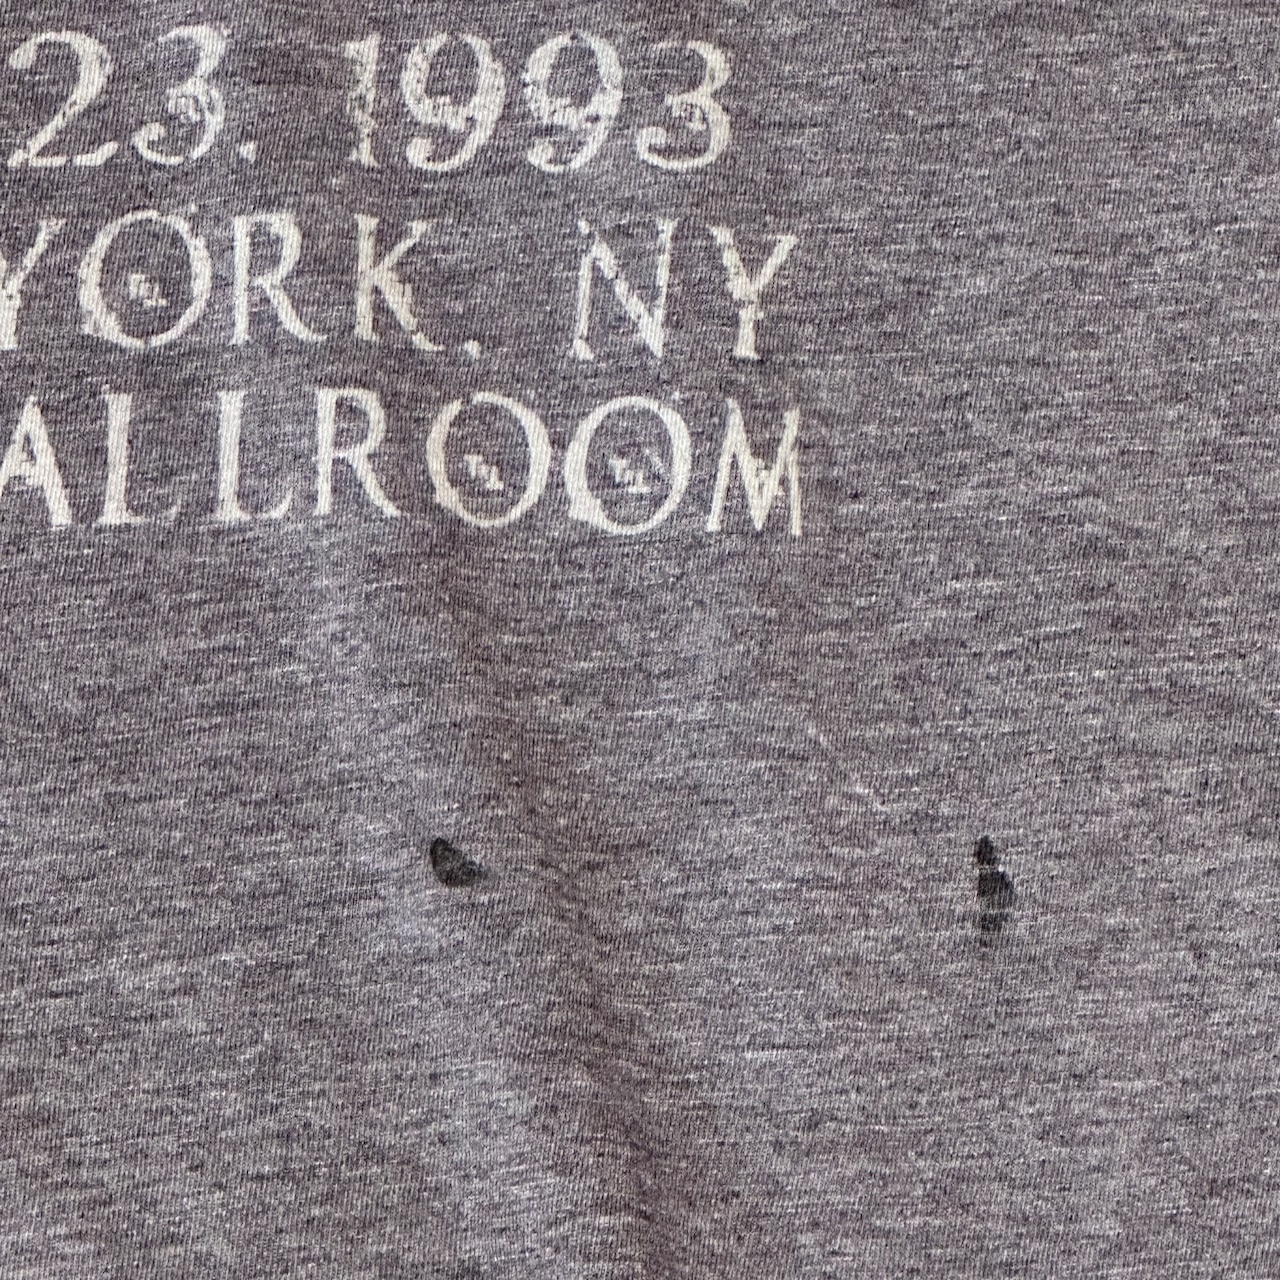 23. 1993
YORK, NY
ALLROOM